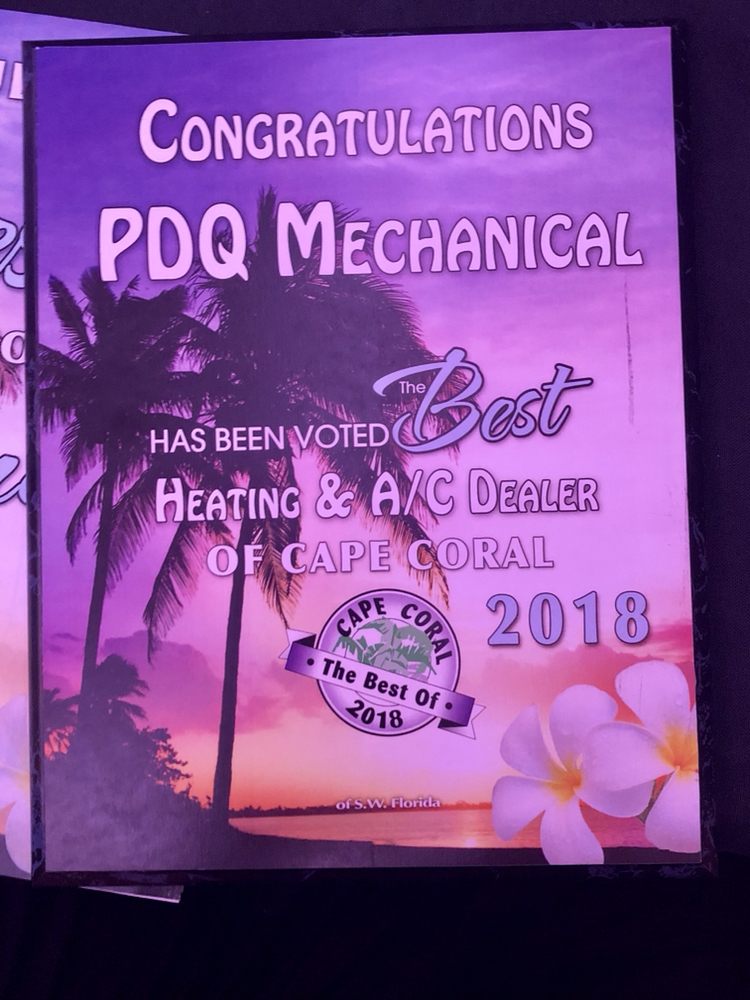 CONGRATULATIONS
PDQ MECHANICAL
HAS BEEN VOTED The Best
HEATING & A/C DEALER
OF CAPE CORAL
2018
CAPE CORAL
• The Best Of •
2018
of S.W. Florida